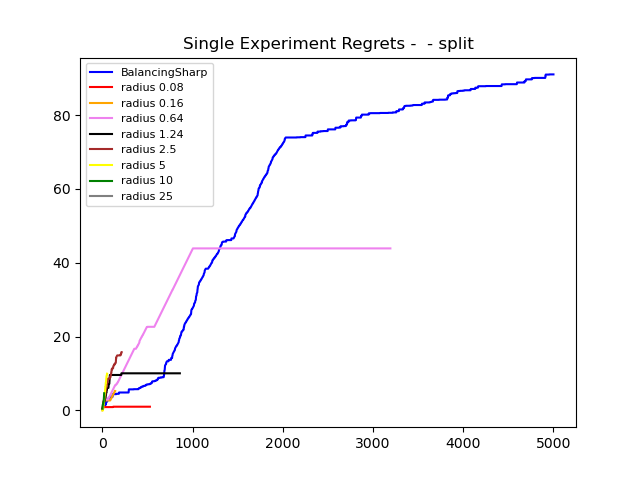 Single Experiment Regrets -  - split
BalancingSharp
radius 0.08
radius 0.16
radius 0.64
radius 1.24
radius 2.5
radius 5
radius 10
radius 25
80
60
40
20
0
0 1000 2000 3000 4000 5000